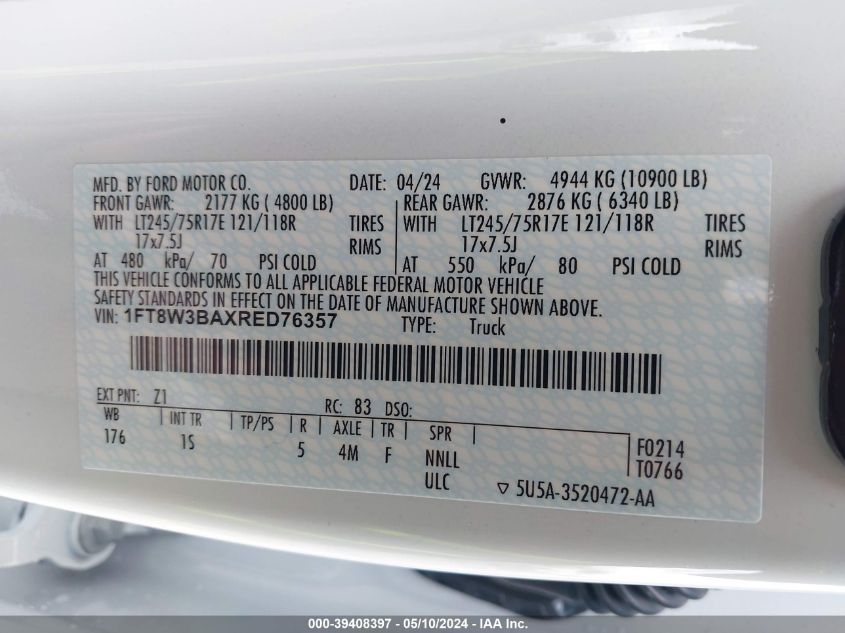 MFD. BY FORD MOTOR CO. DATE: 04/24 GVWR: 4944 KG (10900 LB)
FRONT GAWR: 2177 KG ( 4800 LB) REAR GAWR: 2876 KG ( 6340 LB)
WITH LT245/75R17E 121/118R TIRES WITH LT245/75R17E 121/118R TIRES
17x7.5J RIMS 17x7.5J RIMS
AT 480 kPa/ 70 PSI COLD AT 550 kPa/ 80 PSI COLD
THIS VEHICLE CONFORMS TO ALL APPLICABLE FEDERAL MOTOR VEHICLE
SAFETY STANDARDS IN EFFECT ON THE DATE OF MANUFACTURE SHOWN ABOVE.
VIN: 1FT8W3BAXRED76357 TYPE: Truck
EXT PNT: Z1 RC: 83 DSO:
WB INT TR TP/PS R AXLE TR SPR
176 1S 5 4M F NNLL
ULC
F0214
T0766
▽ 5U5A-3520472-AA
000-39408397 - 05/10/2024 - IAA Inc.